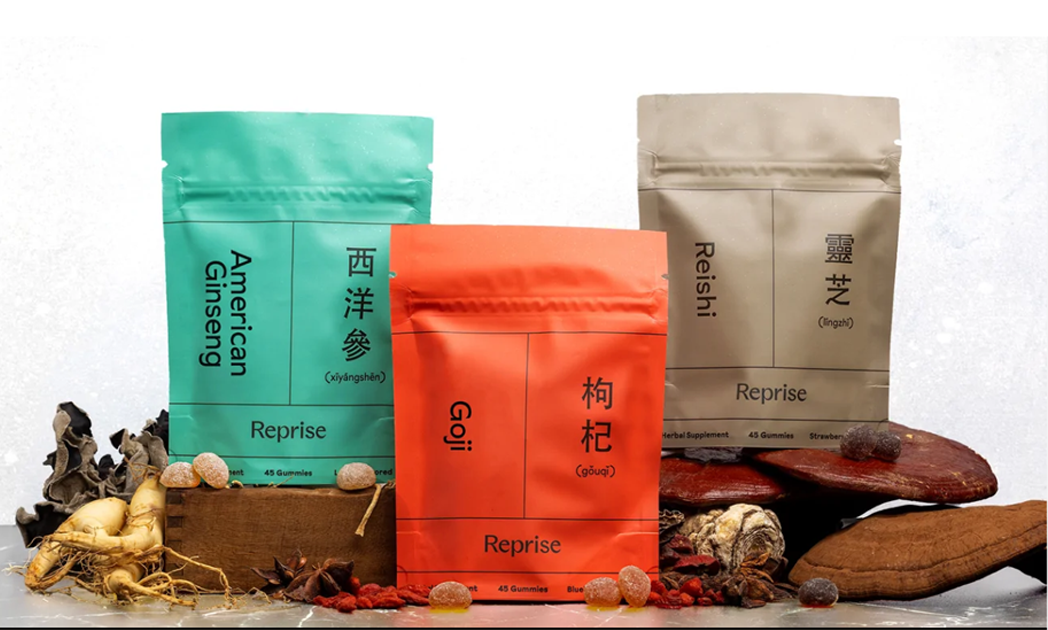 American
Ginseng
西洋參
(xīyángshēn)
Reprise
45 Gummies
Goji
枸杞
(gǒuqǐ)
Reprise
45 Gummies
Reishi
靈芝
(língzhī)
Reprise
Herbal Supplement 45 Gummies